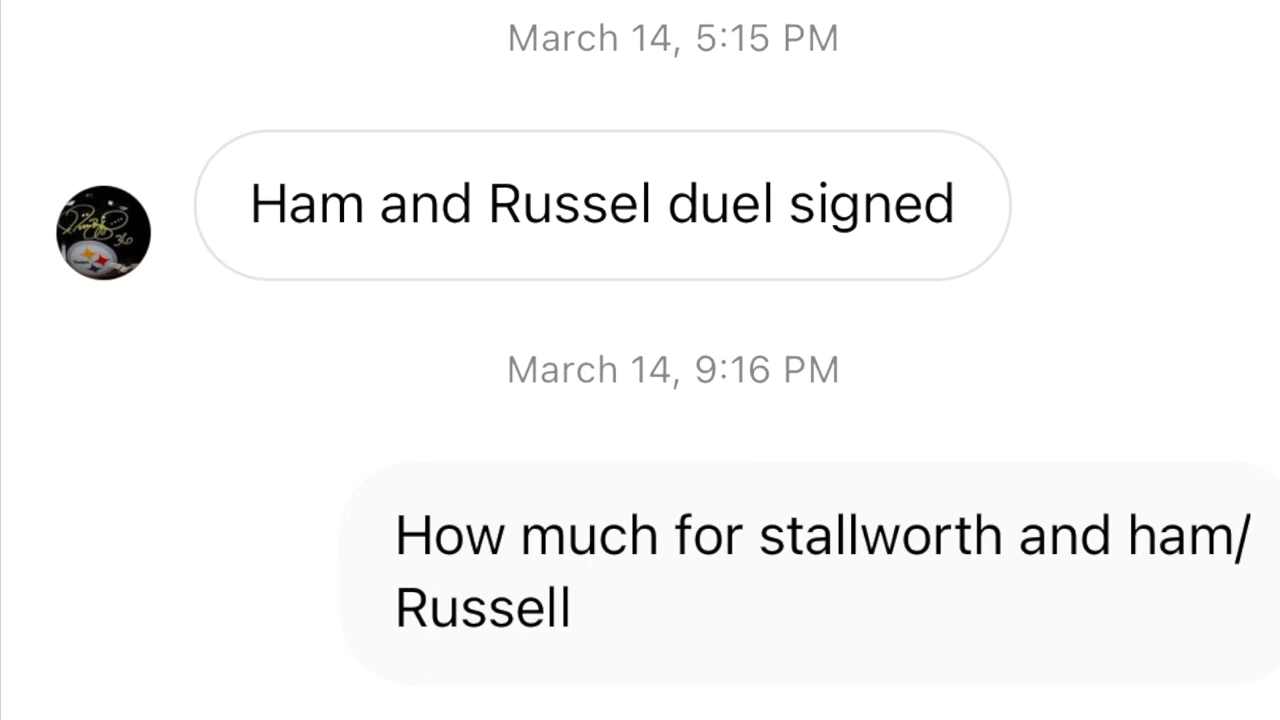 March 14, 5:15 PM
Ham and Russel duel signed
36
March 14, 9:16 PM
How much for stallworth and ham/
Russell